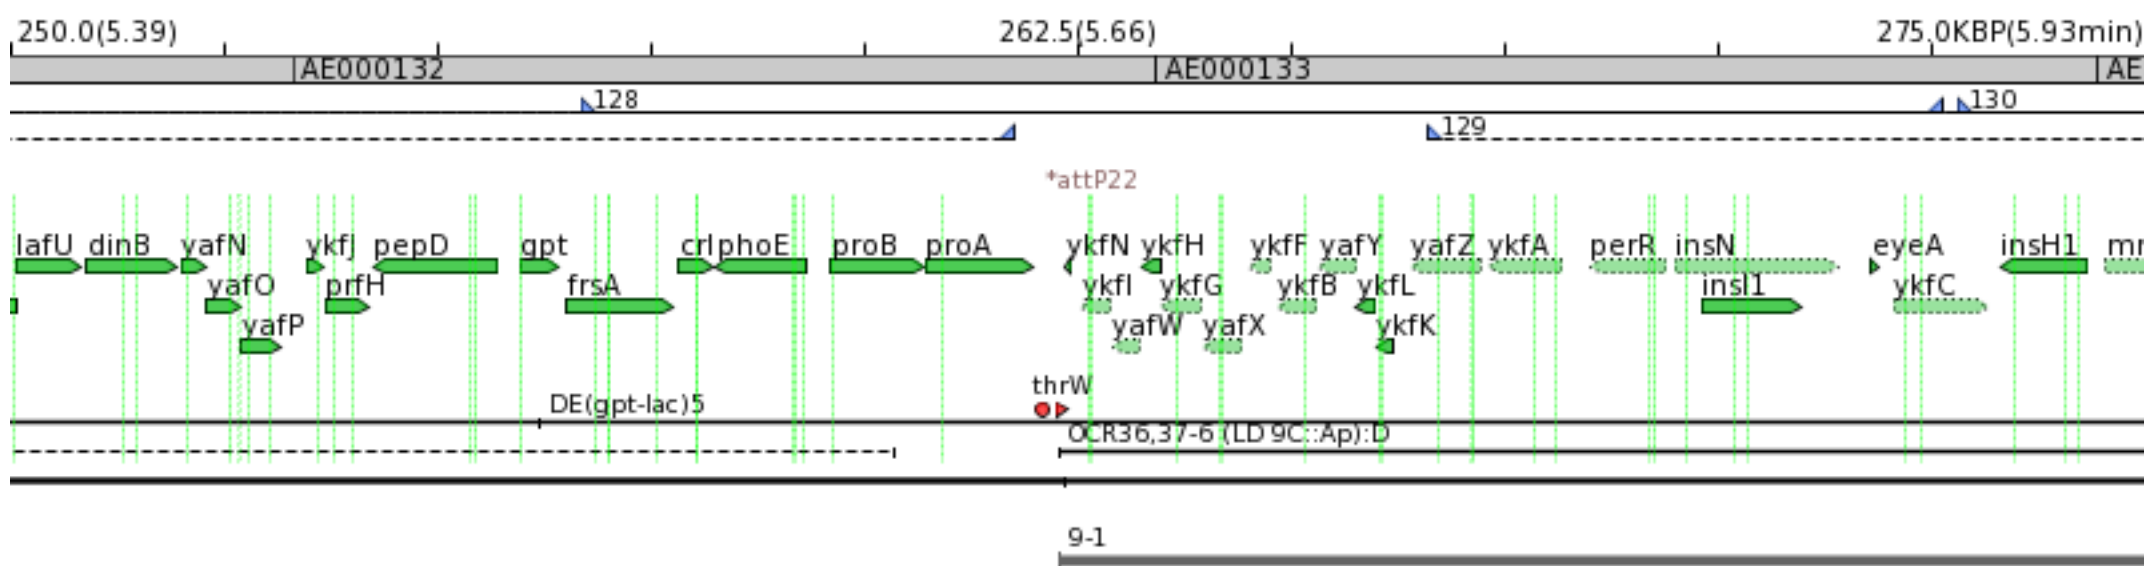 250.0(5.39) 262.5(5.66) 275.0KBP(5.93min)
AE000132 AE000133 AE
128 130
129
*attP22
lafU dinB yafN ykfJ pepD gpt crl phoE proB proA ykfN ykfH ykfF yafY yafZ ykfA perR insN eyeA insH1 mr
yafO prfH frsA ykfI ykfG ykfB ykfL insI1 ykfC
yafP yafW yafX ykfK
thrW
DE(gpt-lac)5
OCR36,37-6 (LD 9C::Ap):D
9-1